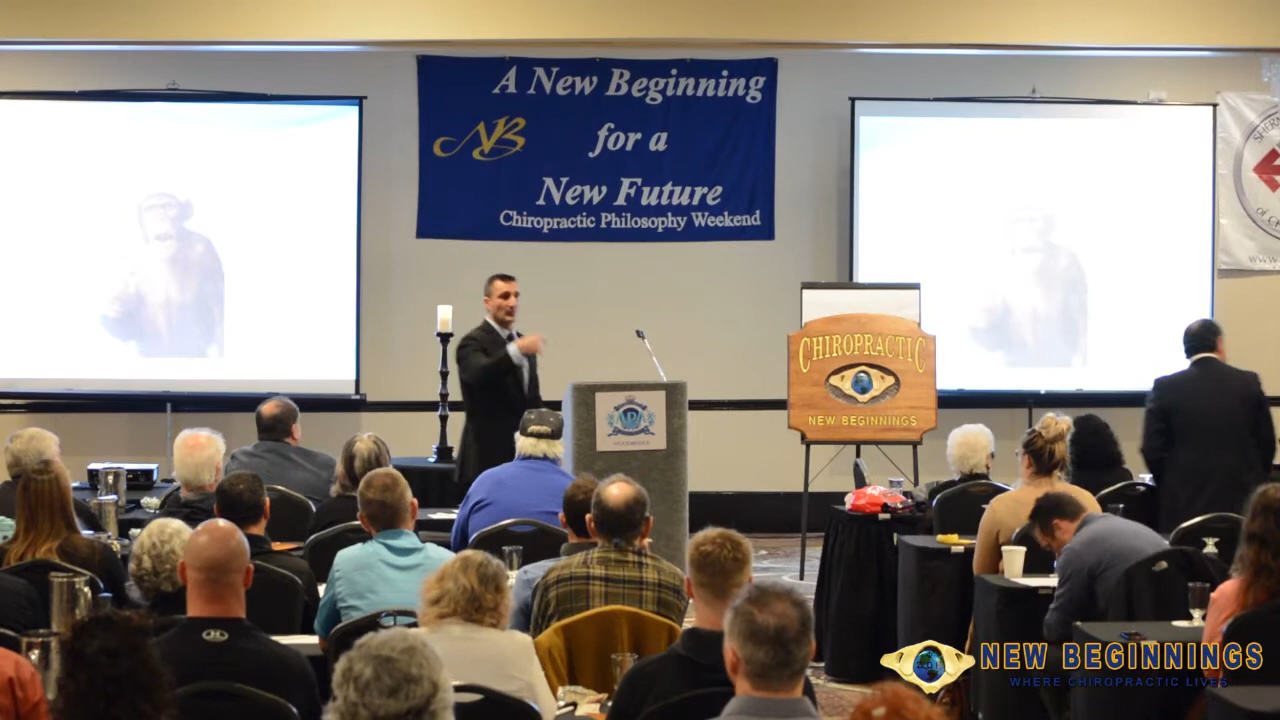 A New Beginning
NB
for a
New Future
Chiropractic Philosophy Weekend
CHIROPRACTIC
NEW BEGINNINGS
NEW BEGINNINGS
WHERE CHIROPRACTIC LIVES